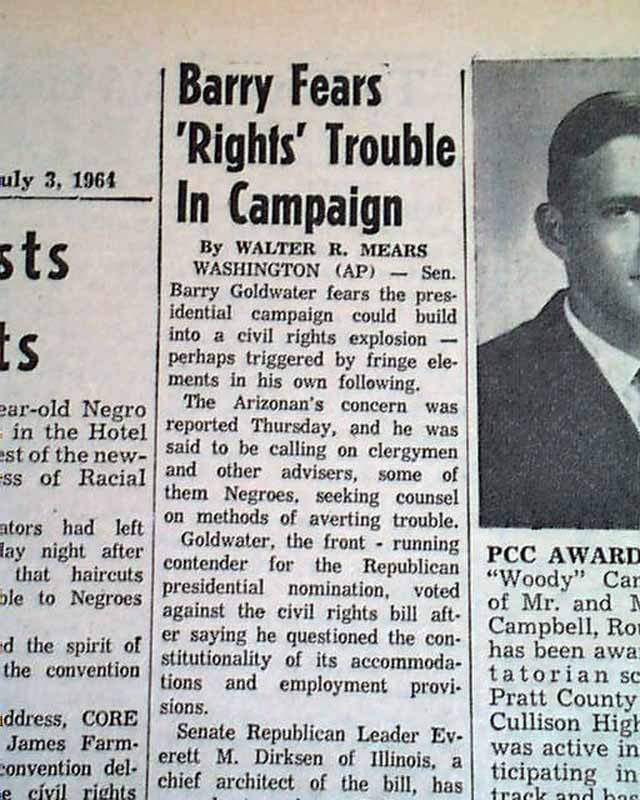 July 3, 1964
sts
ts
ear-old Negro
in the Hotel
est of the new-
ss of Racial
ators had left
day night after
that haircuts
ble to Negroes
ed the spirit of
the convention
address, CORE
James Farm-
convention del-
e civil rights
Barry Fears
'Rights' Trouble
In Campaign
By WALTER R. MEARS
WASHINGTON (AP) — Sen.
Barry Goldwater fears the pres-
idential campaign could build
into a civil rights explosion —
perhaps triggered by fringe ele-
ments in his own following.
The Arizonan's concern was
reported Thursday, and he was
said to be calling on clergymen
and other advisers, some of
them Negroes, seeking counsel
on methods of averting trouble.
Goldwater, the front - running
contender for the Republican
presidential nomination, voted
against the civil rights bill aft-
er saying he questioned the con-
stitutionality of its accommoda-
tions and employment provi-
sions.
Senate Republican Leader Ev-
erett M. Dirksen of Illinois, a
chief architect of the bill, has
PCC AWARD
"Woody" Cam
of Mr. and M
Campbell, Rou
has been awa
tatorian sc
Pratt County
Cullison High
was active in
ticipating in
track and bas